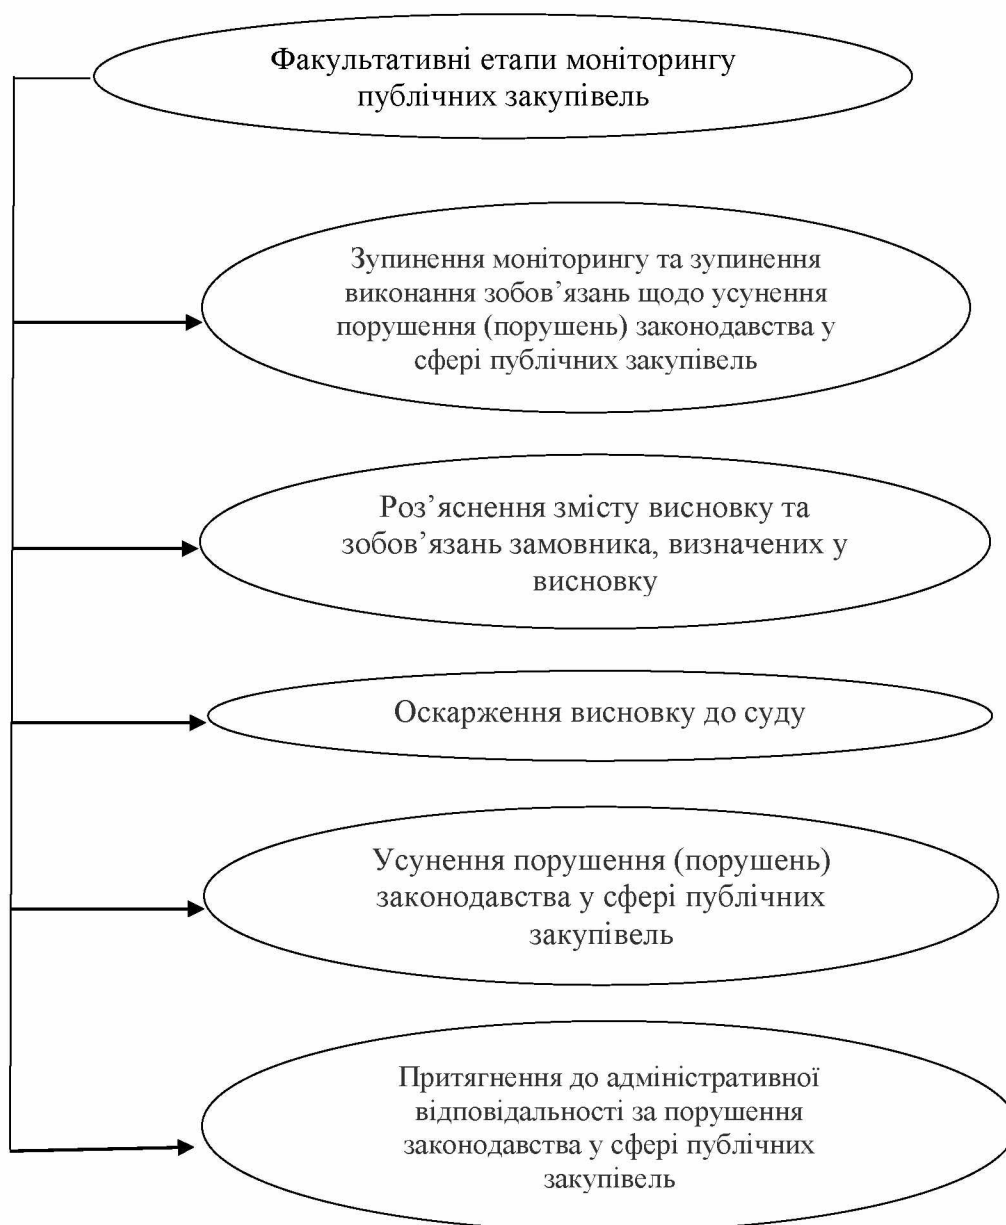 Факультативні етапи моніторингу
публічних закупівель
Зупинення моніторингу та зупинення
виконання зобов’язань щодо усунення
порушення (порушень) законодавства у
сфері публічних закупівель
Роз’яснення змісту висновку та
зобов’язань замовника, визначених у
висновку
Оскарження висновку до суду
Усунення порушення (порушень)
законодавства у сфері публічних
закупівель
Притягнення до адміністративної
відповідальності за порушення
законодавства у сфері публічних
закупівель